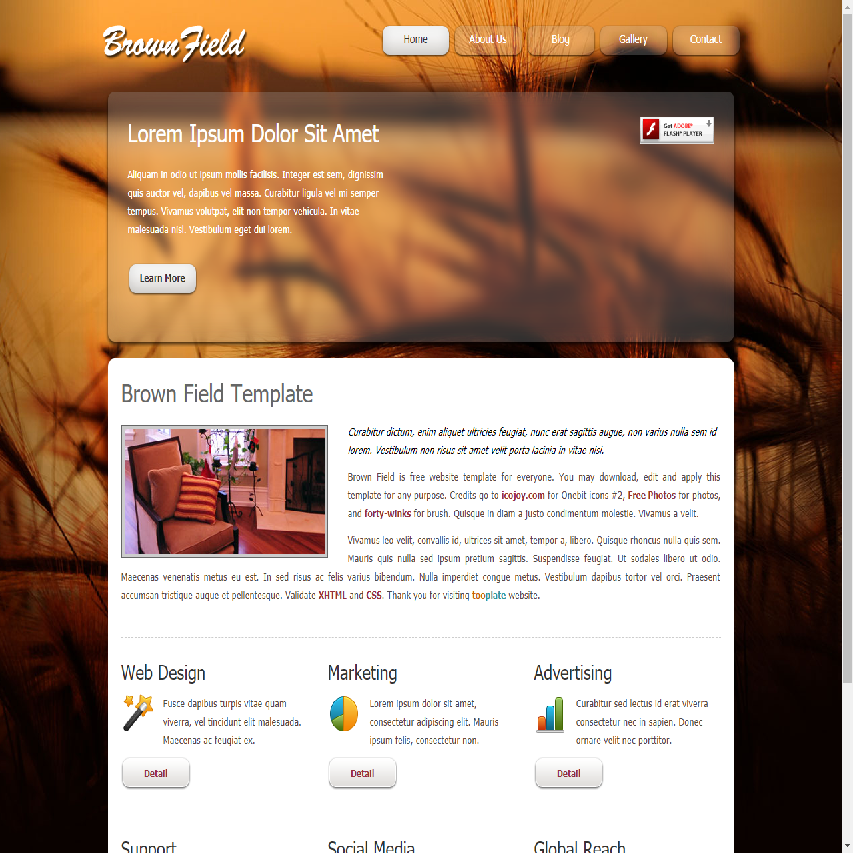 BrownField
Home
About Us
Blog
Gallery
Contact
Lorem Ipsum Dolor Sit Amet
Get ADOBE®
FLASH® PLAYER
Aliquam in odio ut ipsum mollis facilisis. Integer est sem, dignissim
quis auctor vel, dapibus vel massa. Curabitur ligula vel mi semper
tempus. Vivamus volutpat, elit non tempor vehicula. In vitae
malesuada nisl. Vestibulum eget dui lorem.
Learn More
Brown Field Template
Curabitur dictum, enim aliquet ultricies feugiat, nunc erat sagittis augue, non varius nulla sem id
lorem. Vestibulum non risus sit amet velit porta lacinia in vitae nisi.
Brown Field is free website template for everyone. You may download, edit and apply this
template for any purpose. Credits go to icojoy.com for Onebit icons #2, Free Photos for photos,
and forty-winks for brush. Quisque in diam a justo condimentum molestie. Vivamus a velit.
Vivamus leo velit, convallis id, ultrices sit amet, tempor a, libero. Quisque rhoncus nulla quis sem.
Mauris quis nulla sed ipsum pretium sagittis. Suspendisse feugiat. Ut sodales libero ut odio.
Maecenas venenatis metus eu est. In sed risus ac felis varius bibendum. Nulla imperdiet congue metus. Vestibulum dapibus tortor vel orci. Praesent
accumsan tristique augue et pellentesque. Validate XHTML and CSS. Thank you for visiting tooplate website.
Web Design
Fusce dapibus turpis vitae quam
viverra, vel tincidunt elit malesuada.
Maecenas ac feugiat ex.
Detail
Marketing
Lorem ipsum dolor sit amet,
consectetur adipiscing elit. Mauris
ipsum felis, consectetur non.
Detail
Advertising
Curabitur sed lectus id erat viverra
consectetur nec in sapien. Donec
ornare velit nec porttitor.
Detail
Support
Social Media
Global Reach